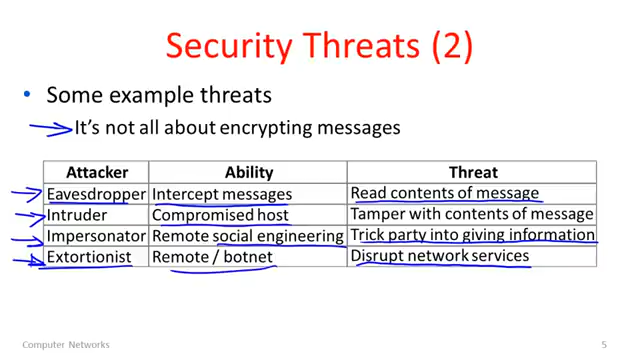 Security Threats (2)
• Some example threats
It's not all about encrypting messages
Attacker Ability Threat
Eavesdropper Intercept messages Read contents of message
Intruder Compromised host Tamper with contents of message
Impersonator Remote social engineering Trick party into giving information
Extortionist Remote / botnet Disrupt network services
Computer Networks 5